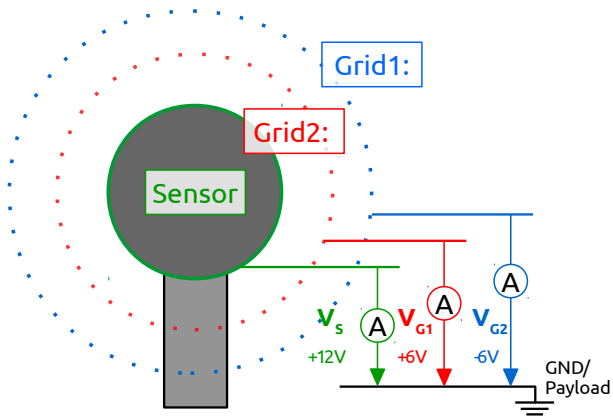 Grid1:
Grid2:
Sensor
A
A
A
VS
VG1
VG2
+12V
+6V
-6V
GND/
Payload